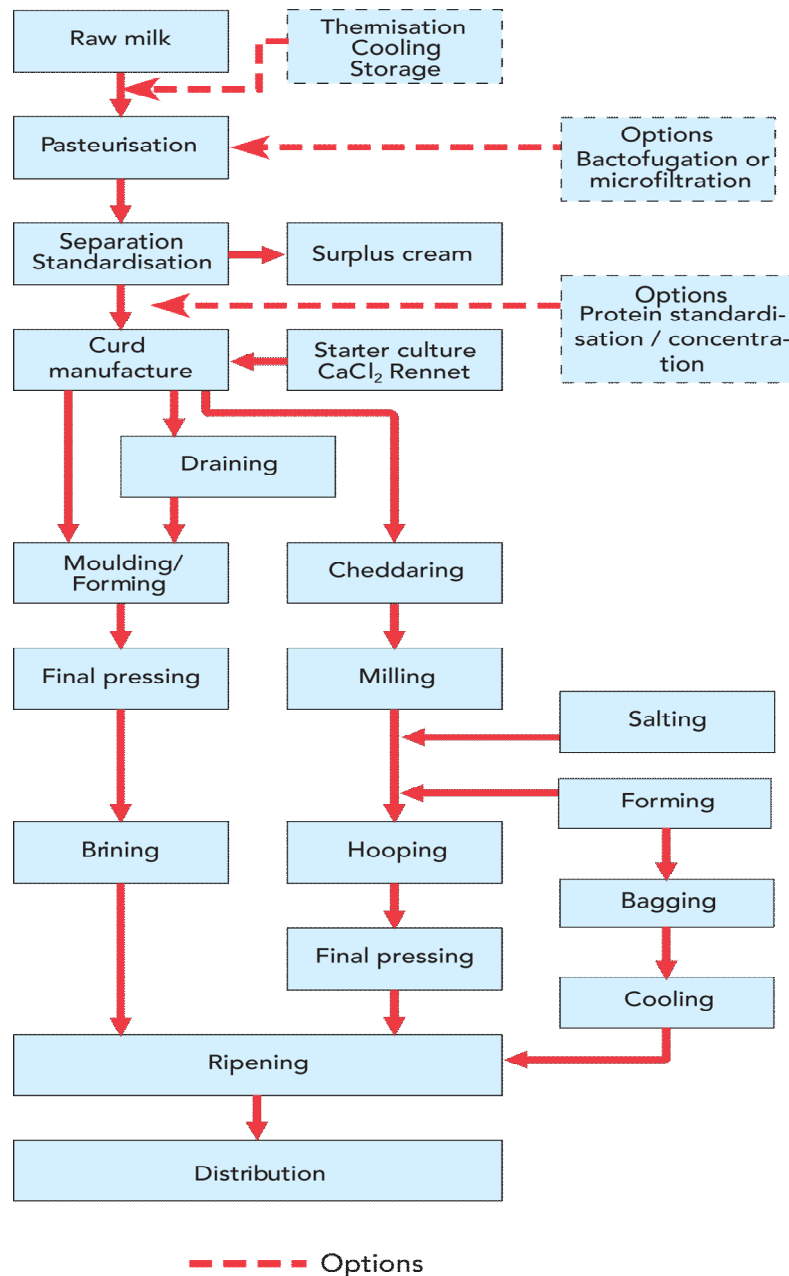 Raw milk
Thermisation
Cooling
Storage
Pasteurisation
Options
Bactofugation or
microfiltration
Separation
Standardisation
Surplus cream
Options
Protein standardi-
sation / concentra-
tion
Curd
manufacture
Starter culture
CaCl₂ Rennet
Draining
Moulding/
Forming
Cheddaring
Final pressing
Milling
Salting
Forming
Brining
Hooping
Bagging
Final pressing
Cooling
Ripening
Distribution
Options